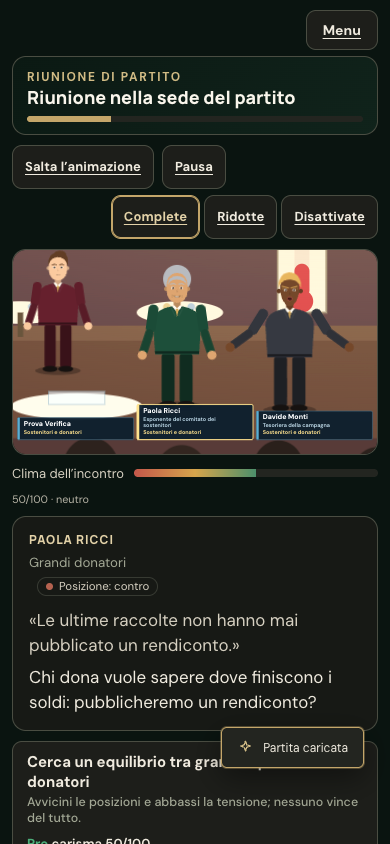 Menu
RIUNIONE DI PARTITO
Riunione nella sede del partito
Salta l'animazione
Pausa
Complete
Ridotte
Disattivate
Prova Verifica
Sostenitori e donatori
Paola Ricci
Esponente del comitato dei
sostenitori
Sostenitori e donatori
Davide Monti
Tesoriera della campagna
Sostenitori e donatori
Clima dell'incontro
50/100 · neutro
PAOLA RICCI
Grandi donatori
Posizione: contro
«Le ultime raccolte non hanno mai
pubblicato un rendiconto.»
Chi dona vuole sapere dove finiscono i
soldi: pubblicheremo un rendiconto?
Partita caricata
Cerca un equilibrio tra
donatori
Avvicini le posizioni e abbassi la tensione; nessuno vince
del tutto.
Pro carisma 50/100